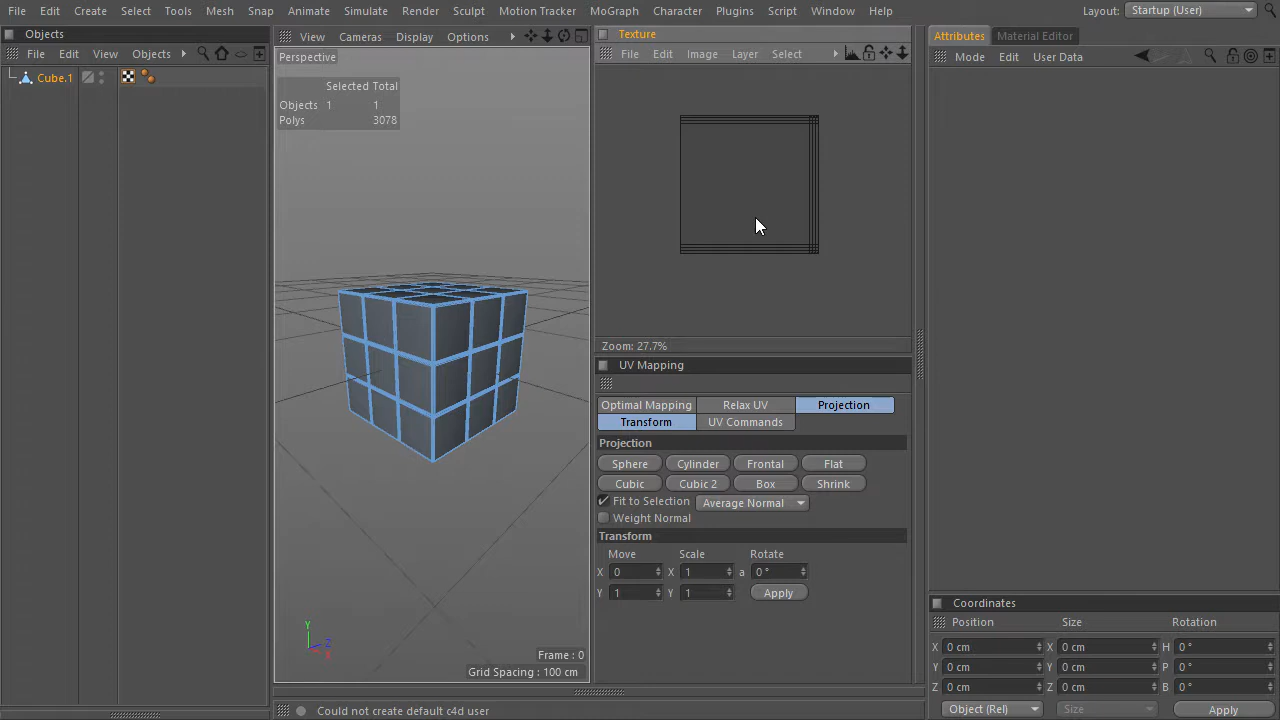 File Edit Create Select Tools Mesh Snap Animate Simulate Render Sculpt Motion Tracker MoGraph Character Plugins Script Window Help Layout: Startup (User)
Objects
File Edit View Objects
Cube.1
View Cameras Display Options
Perspective
Selected Total
Objects 1 1
Polys 3078
Y
Z
X
Frame : 0
Grid Spacing : 100 cm
Texture
File Edit Image Layer Select
Zoom: 27.7%
UV Mapping
Optimal Mapping Relax UV Projection
Transform UV Commands
Projection
Sphere Cylinder Frontal Flat
Cubic Cubic 2 Box Shrink
Fit to Selection Average Normal
Weight Normal
Transform
Move Scale Rotate
X 0 X 1 a 0 °
Y 1 Y 1 Apply
Attributes Material Editor
Mode Edit User Data
Coordinates
Position Size Rotation
X 0 cm X 0 cm H 0 °
Y 0 cm Y 0 cm P 0 °
Z 0 cm Z 0 cm B 0 °
Object (Rel) Size Apply
Could not create default c4d user